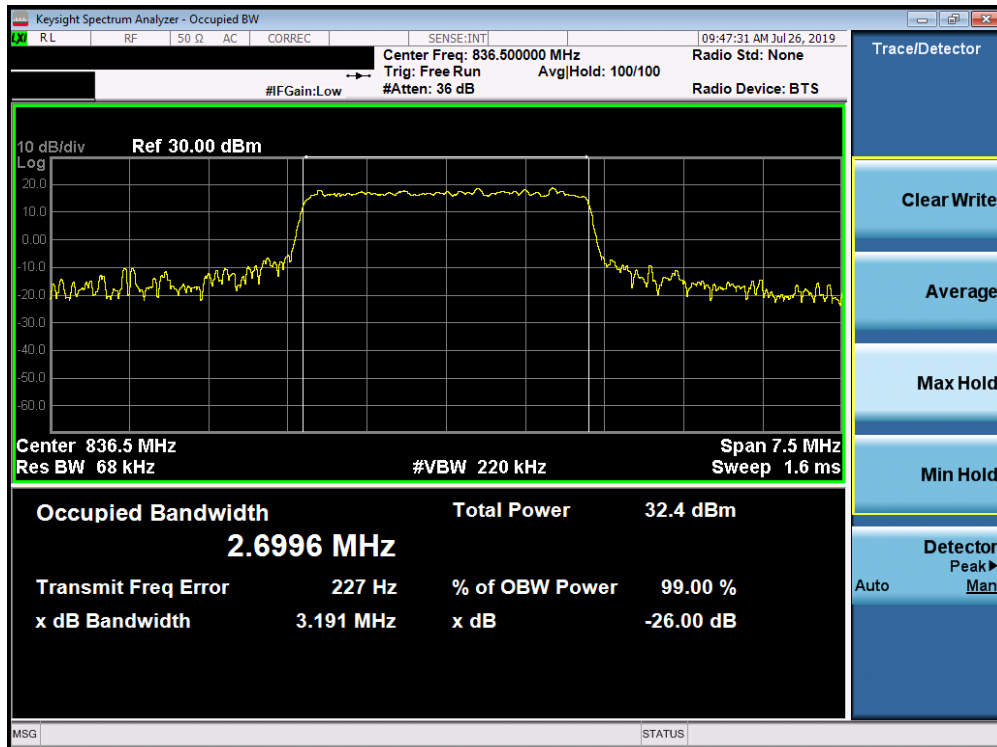 Keysight Spectrum Analyzer - Occupied BW
LXI RL RF 50 Ω AC CORREC SENSE:INT 09:47:31 AM Jul 26, 2019
Center Freq: 836.500000 MHz Radio Std: None
Trig: Free Run Avg|Hold: 100/100
#IFGain:Low #Atten: 36 dB Radio Device: BTS
Trace/Detector
10 dB/div Ref 30.00 dBm
Log
20.0
10.0
0.00
-10.0
-20.0
-30.0
-40.0
-50.0
-60.0
Center 836.5 MHz Span 7.5 MHz
Res BW 68 kHz #VBW 220 kHz Sweep 1.6 ms
Occupied Bandwidth Total Power 32.4 dBm
2.6996 MHz
Transmit Freq Error 227 Hz % of OBW Power 99.00 %
x dB Bandwidth 3.191 MHz x dB -26.00 dB
Clear Write
Average
Max Hold
Min Hold
Detector
Peak▶
Auto Man
MSG STATUS